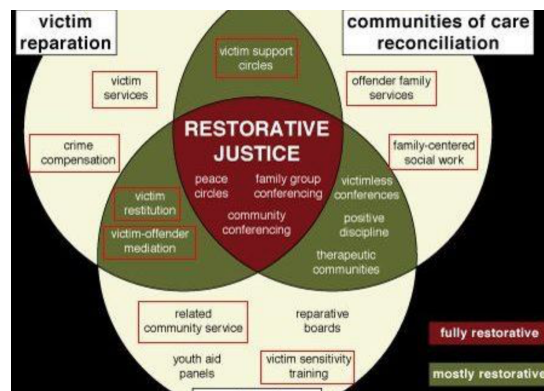 victim
reparation
communities of care
reconciliation
victim support
circles
victim
services
offender family
services
crime
compensation
RESTORATIVE
JUSTICE
family-centered
social work
peace
circles
family group
conferencing
victimless
conferences
victim
restitution
community
conferencing
positive
discipline
victim-offender
mediation
therapeutic
communities
related
community service
reparative
boards
fully restorative
youth aid
panels
victim sensitivity
training
mostly restorative